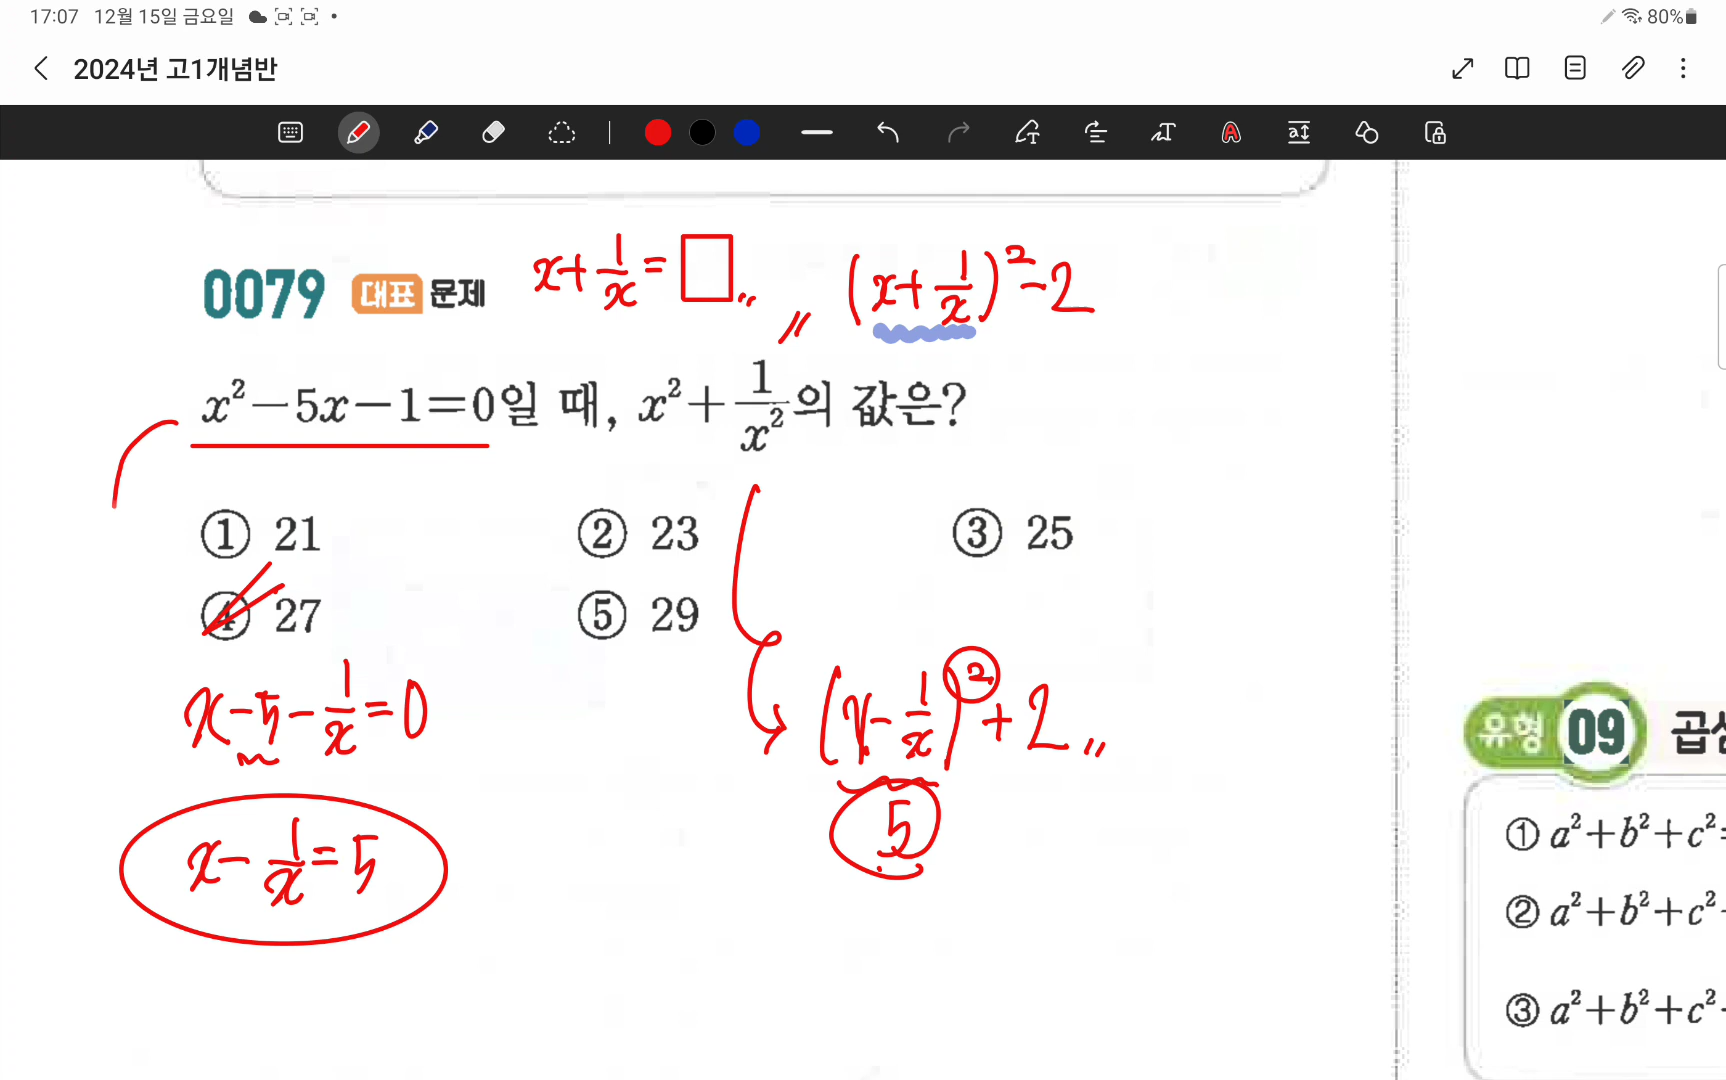 17:07 12월 15일 금요일
80%
2024년 고1개념반
0079 대표 문제
x+1/x=□〃
〃 (x+1/x)²-2
x²-5x-1=0일 때, x²+1/x²의 값은?
① 21 ② 23 ③ 25
④ 27 ⑤ 29
x-5-1/x=0
(x-1/x)²+2〃
5
x-1/x=5
유형 09 곱
① a²+b²+c²=
② a²+b²+c²
③ a²+b²+c²